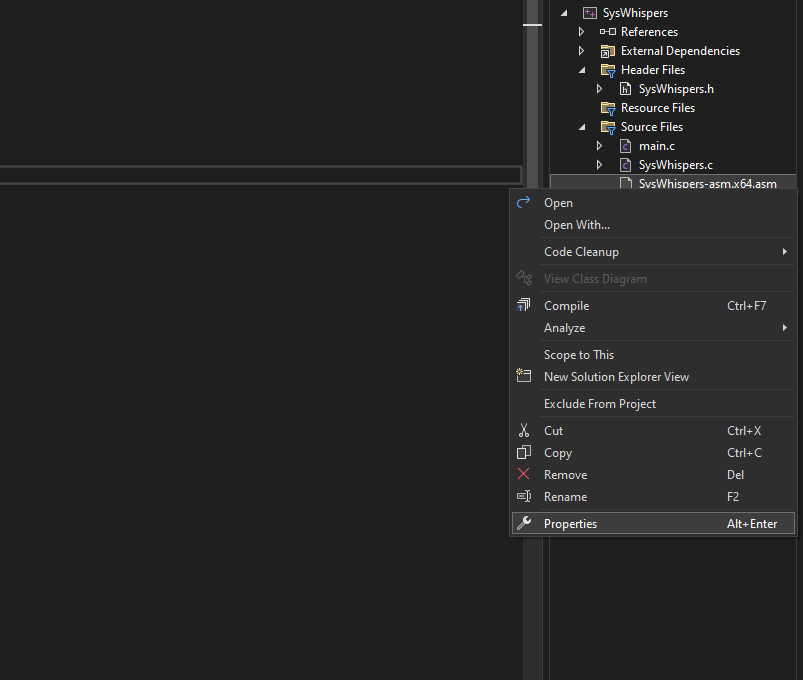 SysWhispers
References
External Dependencies
Header Files
SysWhispers.h
Resource Files
Source Files
main.c
SysWhispers.c
SysWhispers-asm.x64.asm
Open
Open With...
Code Cleanup
View Class Diagram
Compile Ctrl+F7
Analyze
Scope to This
New Solution Explorer View
Exclude From Project
Cut Ctrl+X
Copy Ctrl+C
Remove Del
Rename F2
Properties Alt+Enter